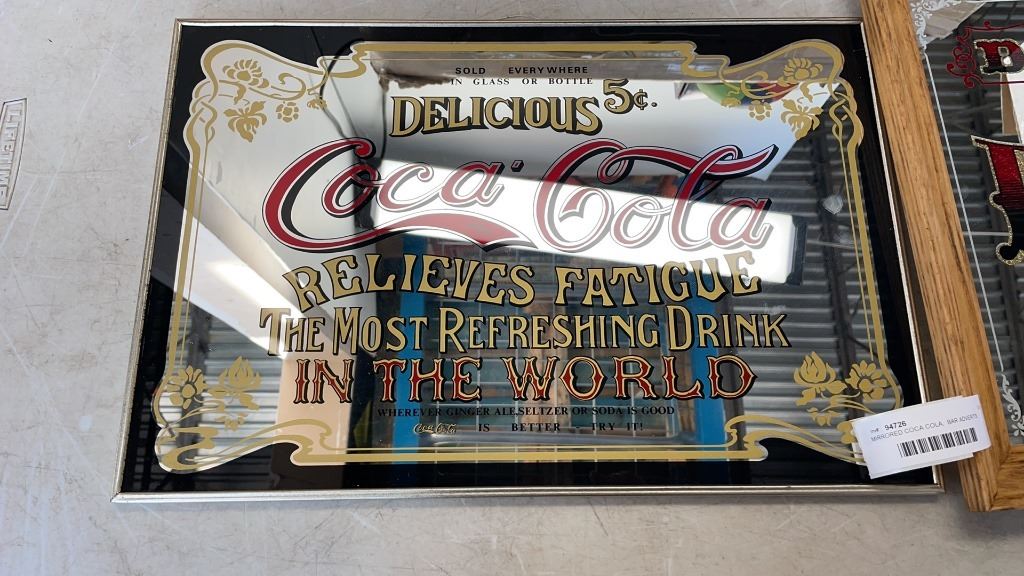 SOLD EVERYWHERE
IN GLASS OR BOTTLE
DELICIOUS 5¢.
Coca-Cola
RELIEVES FATIGUE
THE MOST REFRESHING DRINK
IN THE WORLD
WHEREVER GINGER ALE,SELTZER OR SODA IS GOOD
Coca-Cola IS BETTER TRY IT!
94726
MIRRORED COCA COLA, BAR ADVERTS
LIFETIME